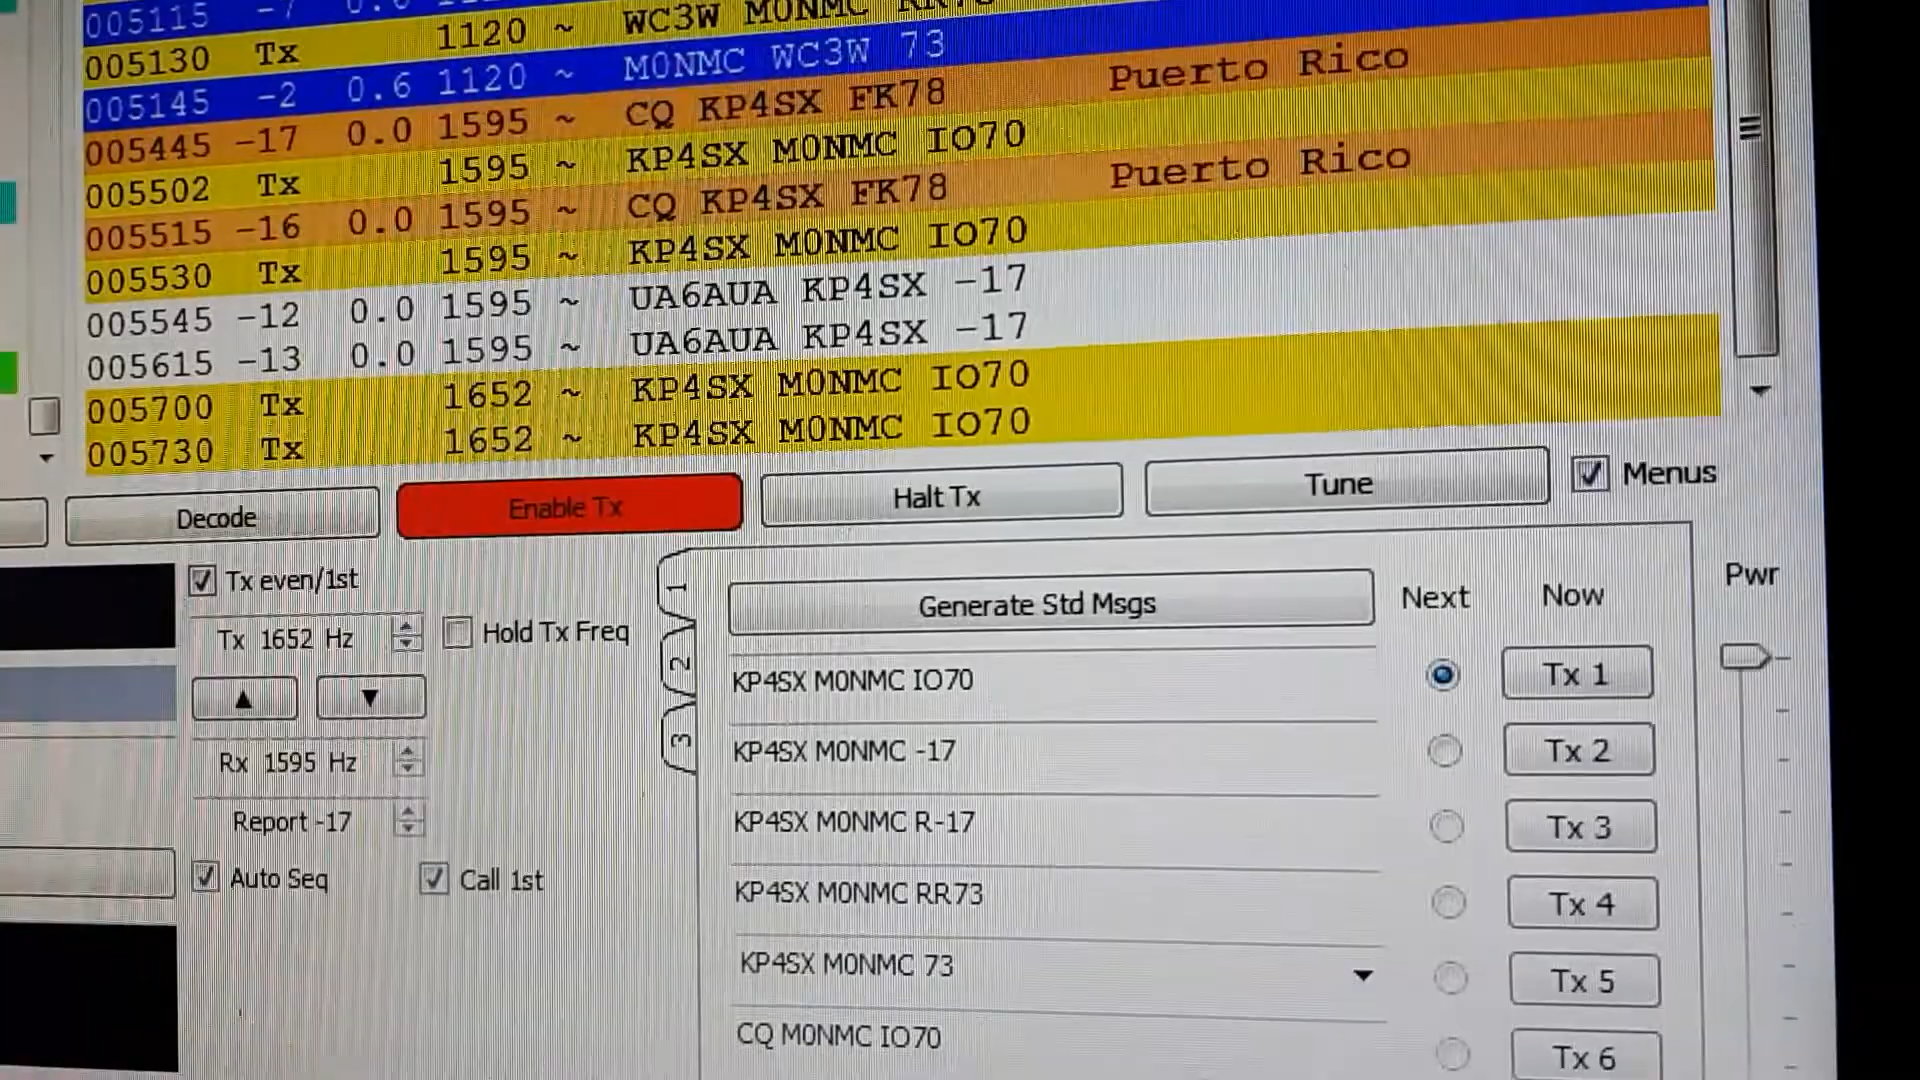 005115 -7
005130 Tx 1120 ~ WC3W M0NMC RR73
005145 -2 0.6 1120 ~ M0NMC WC3W 73
005445 -17 0.0 1595 ~ CQ KP4SX FK78 Puerto Rico
005502 Tx 1595 ~ KP4SX M0NMC IO70
005515 -16 0.0 1595 ~ CQ KP4SX FK78 Puerto Rico
005530 Tx 1595 ~ KP4SX M0NMC IO70
005545 -12 0.0 1595 ~ UA6AUA KP4SX -17
005615 -13 0.0 1595 ~ UA6AUA KP4SX -17
005700 Tx 1652 ~ KP4SX M0NMC IO70
005730 Tx 1652 ~ KP4SX M0NMC IO70
Decode Enable Tx Halt Tx Tune Menus
Tx even/1st
Tx 1652 Hz Hold Tx Freq
Rx 1595 Hz
Report -17
Auto Seq Call 1st
1
2
3
Generate Std Msgs Next Now Pwr
KP4SX M0NMC IO70 Tx 1
KP4SX M0NMC -17 Tx 2
KP4SX M0NMC R-17 Tx 3
KP4SX M0NMC RR73 Tx 4
KP4SX M0NMC 73 Tx 5
CQ M0NMC IO70 Tx 6